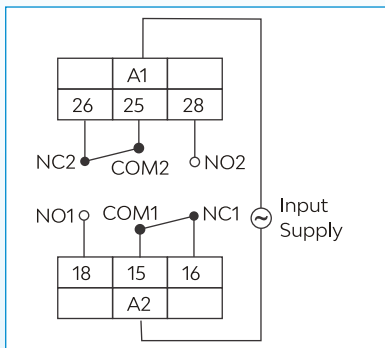 A1
26 25 28
NC2 COM2 NO2
NO1 COM1 NC1
Input
Supply
18 15 16
A2